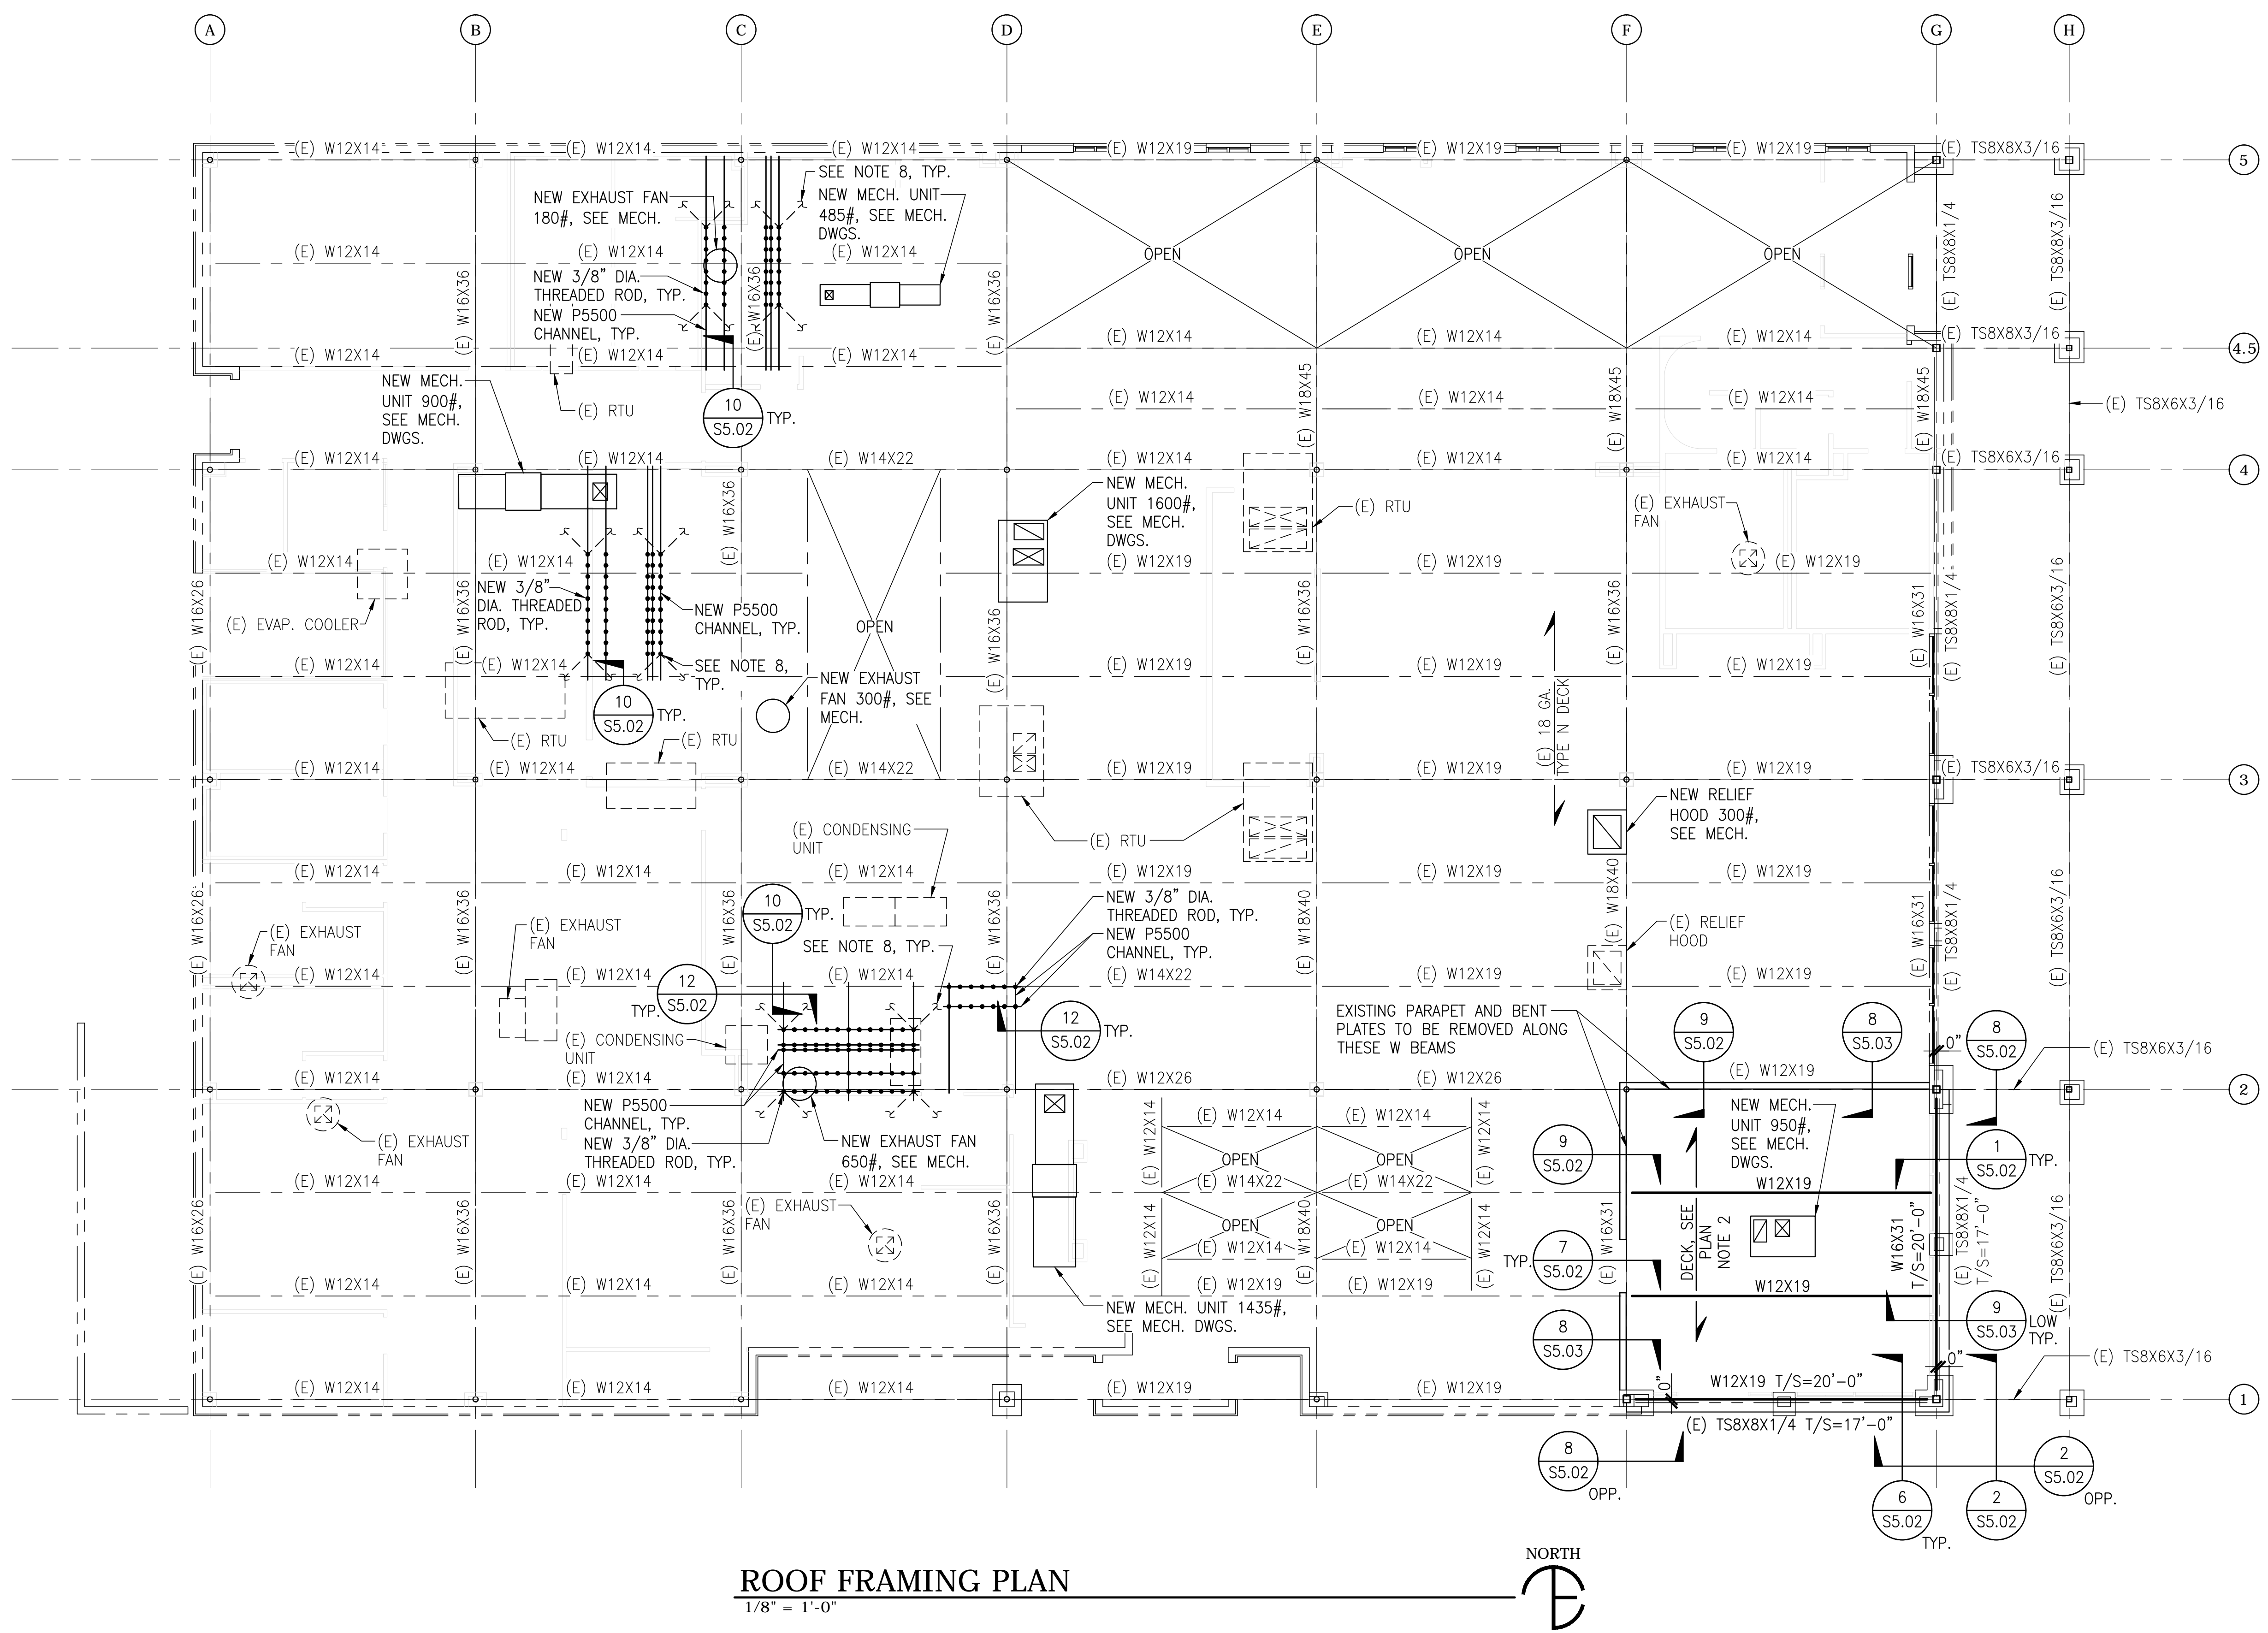 A B C D E F G H
(E) W12X14 (E) W12X14 (E) W12X14 (E) W12X19 (E) W12X19 (E) W12X19 (E) TS8X8X3/16
5
SEE NOTE 8, TYP.
NEW EXHAUST FAN
180#, SEE MECH.
NEW MECH. UNIT
485#, SEE MECH.
DWGS.
(E) W12X14 (E) W12X14 (E) W12X14
OPEN OPEN OPEN
(E) W16X36 (E) W16X36 (E) W16X36
(E) TS8X8X1/4 (E) TS8X8X3/16
NEW 3/8" DIA.
THREADED ROD, TYP.
NEW P5500
CHANNEL, TYP.
(E) W12X14 (E) W12X14 (E) W12X14 (E) W12X14 (E) W12X14 (E) W12X14 (E) TS8X8X3/16
4.5
NEW MECH.
UNIT 900#,
SEE MECH.
DWGS.
(E) RTU
10
S5.02
TYP.
(E) W12X14 (E) W12X14 (E) W12X14
(E) W18X45 (E) W18X45 (E) W18X45
(E) TS8X6X3/16
(E) W12X14 (E) W12X14 (E) W14X22 (E) W12X14 (E) W12X14 (E) W12X14 (E) TS8X6X3/16
4
NEW MECH.
UNIT 1600#,
SEE MECH.
DWGS.
(E) RTU
(E) EXHAUST
FAN
(E) W16X36
(E) W12X14 (E) W12X14 (E) W12X19 (E) W12X19 (E) W12X19
NEW 3/8"
DIA. THREADED
ROD, TYP.
NEW P5500
CHANNEL, TYP.
(E) EVAP. COOLER
OPEN
(E) W16X26 (E) W16X36 (E) W16X36 (E) W16X36 (E) W16X36 (E) W16X31 (E) TS8X8X1/4 (E) TS8X6X3/16
(E) W12X14 (E) W12X14 (E) W12X19 (E) W12X19 (E) W12X19
SEE NOTE 8,
TYP.
NEW EXHAUST
FAN 300#, SEE
MECH.
10
S5.02
TYP.
(E) 18 GA.
TYPE N DECK
(E) RTU
(E) RTU
(E) W12X14 (E) W12X14 (E) W14X22 (E) W12X19 (E) W12X19 (E) W12X19 (E) TS8X6X3/16
3
NEW RELIEF
HOOD 300#,
SEE MECH.
(E) CONDENSING
UNIT
(E) RTU
(E) W12X14 (E) W12X14 (E) W12X14 (E) W12X19 (E) W12X19 (E) W12X19
(E) W16X26 (E) W16X36 (E) W16X36 (E) W16X36 (E) W18X40 (E) W18X40 (E) W16X31 (E) TS8X8X1/4 (E) TS8X6X3/16
10
S5.02
TYP.
NEW 3/8" DIA.
THREADED ROD, TYP.
NEW P5500
CHANNEL, TYP.
(E) EXHAUST
FAN
(E) EXHAUST
FAN
SEE NOTE 8, TYP.
(E) RELIEF
HOOD
(E) W12X14 (E) W12X14 (E) W12X14 (E) W14X22 (E) W12X19 (E) W12X19
12
S5.02
TYP.
12
S5.02
TYP.
EXISTING PARAPET AND BENT
PLATES TO BE REMOVED ALONG
THESE W BEAMS
9
S5.02
8
S5.03
8
S5.02
0"
(E) CONDENSING
UNIT
(E) TS8X6X3/16
(E) W12X14 (E) W12X14 (E) W12X26 (E) W12X26 (E) W12X19
2
NEW P5500
CHANNEL, TYP.
NEW 3/8" DIA.
THREADED ROD, TYP.
NEW EXHAUST FAN
650#, SEE MECH.
(E) EXHAUST
FAN
(E) W12X14 (E) W12X14
(E) W12X14 (E) W12X14
OPEN OPEN
NEW MECH.
UNIT 950#,
SEE MECH.
DWGS.
9
S5.02
1
S5.02
TYP.
(E) W12X14 (E) W12X14 (E) W12X14 (E) W14X22 (E) W14X22 W12X19
(E) EXHAUST
FAN
OPEN OPEN
(E) W16X26 (E) W16X36 (E) W16X36 (E) W16X36 (E) W12X14 (E) W18X40 (E) W12X14 (E) W16X31
DECK, SEE
PLAN
NOTE 2
W16X31
T/S=20'-0"
(E) TS8X8X1/4
T/S=17'-0"
(E) TS8X6X3/16
(E) W12X14 (E) W12X14
7
S5.02
TYP.
(E) W12X14 (E) W12X14 (E) W12X14 (E) W12X19 (E) W12X19 W12X19
NEW MECH. UNIT 1435#,
SEE MECH. DWGS.
8
S5.03
9
S5.03
LOW
TYP.
0"
(E) TS8X6X3/16
0"
W12X19 T/S=20'-0"
(E) W12X14 (E) W12X14 (E) W12X14 (E) W12X19 (E) W12X19
1
(E) TS8X8X1/4 T/S=17'-0"
8
S5.02
OPP.
2
S5.02
OPP.
6
S5.02
TYP.
2
S5.02
ROOF FRAMING PLAN
1/8" = 1'-0"
NORTH